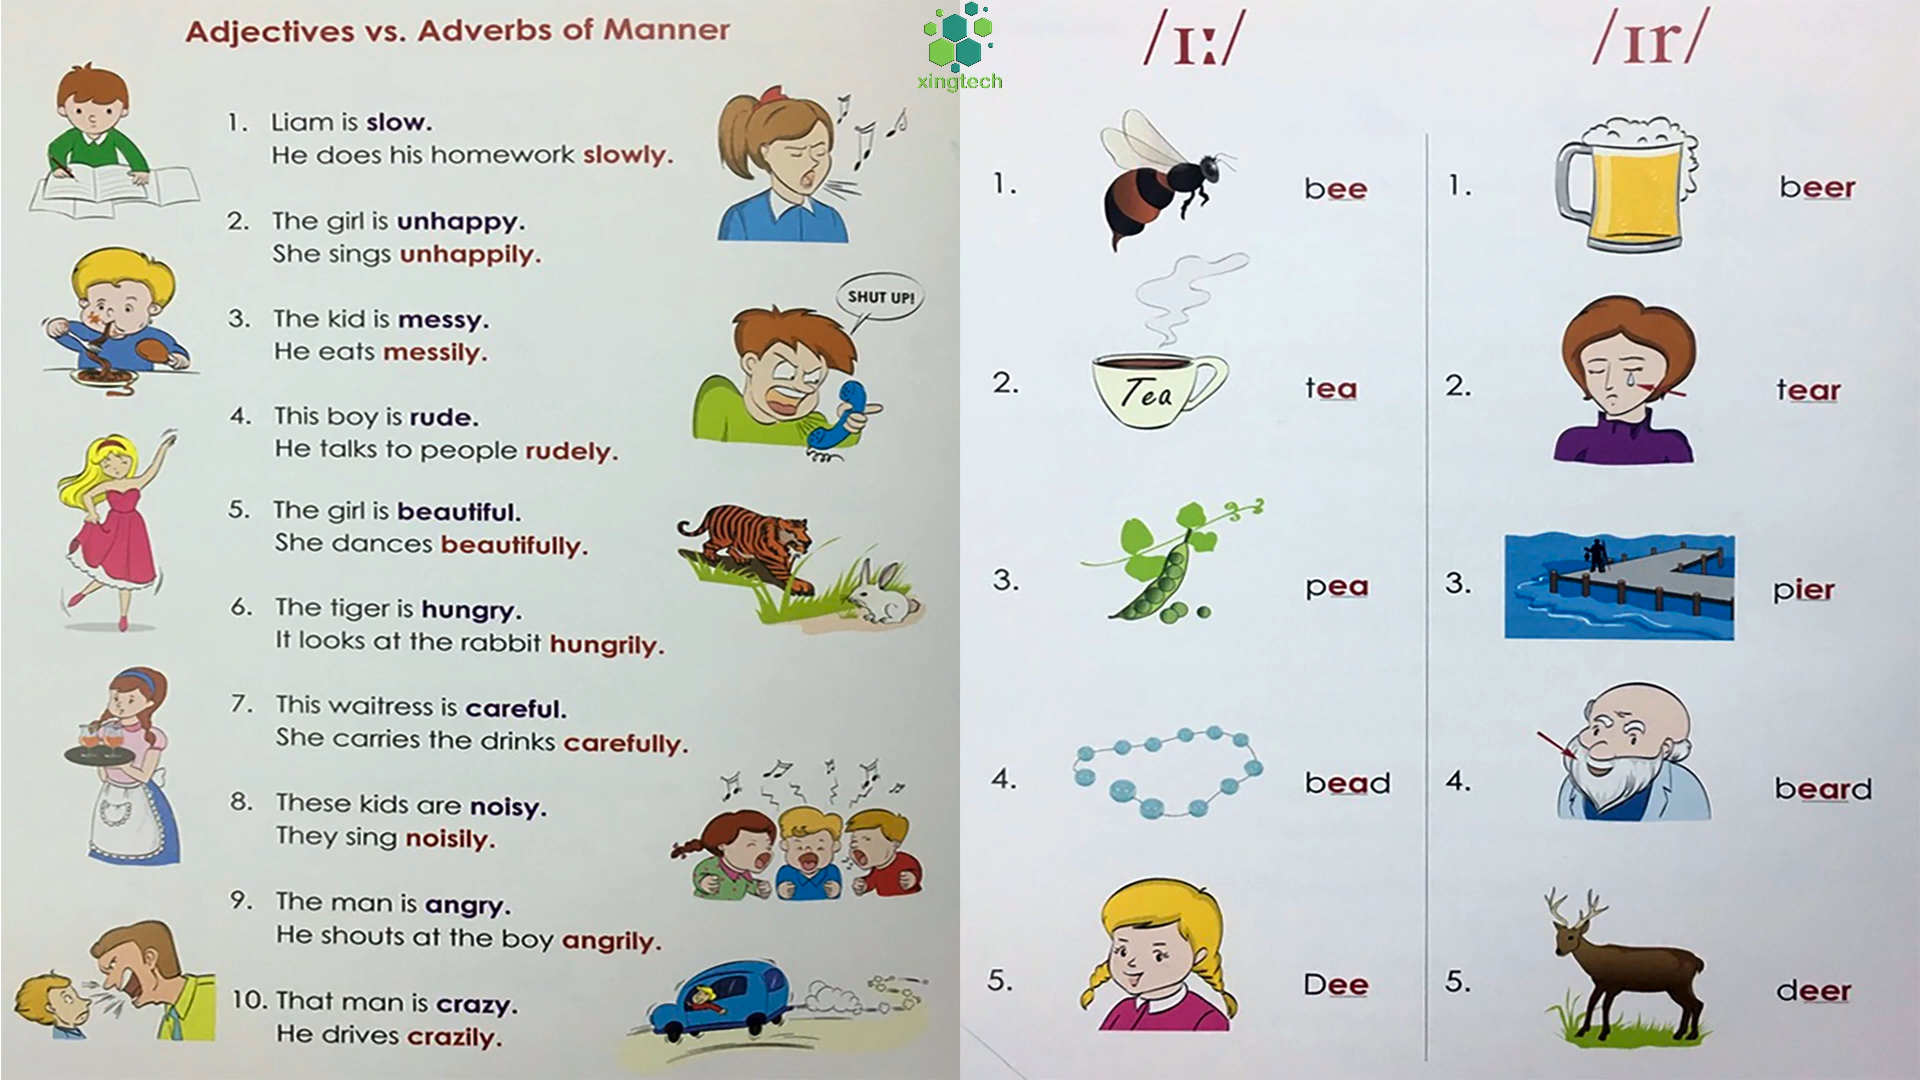 Adjectives vs. Adverbs of Manner
1. Liam is slow.
He does his homework slowly.
2. The girl is unhappy.
She sings unhappily.
3. The kid is messy.
He eats messily.
SHUT UP!
4. This boy is rude.
He talks to people rudely.
5. The girl is beautiful.
She dances beautifully.
6. The tiger is hungry.
It looks at the rabbit hungrily.
7. This waitress is careful.
She carries the drinks carefully.
8. These kids are noisy.
They sing noisily.
9. The man is angry.
He shouts at the boy angrily.
10. That man is crazy.
He drives crazily.
xingtech
/ɪː/
1. bee
2. Tea tea
3. pea
4. bead
5. Dee
/ɪr/
1. beer
2. tear
3. pier
4. beard
5. deer